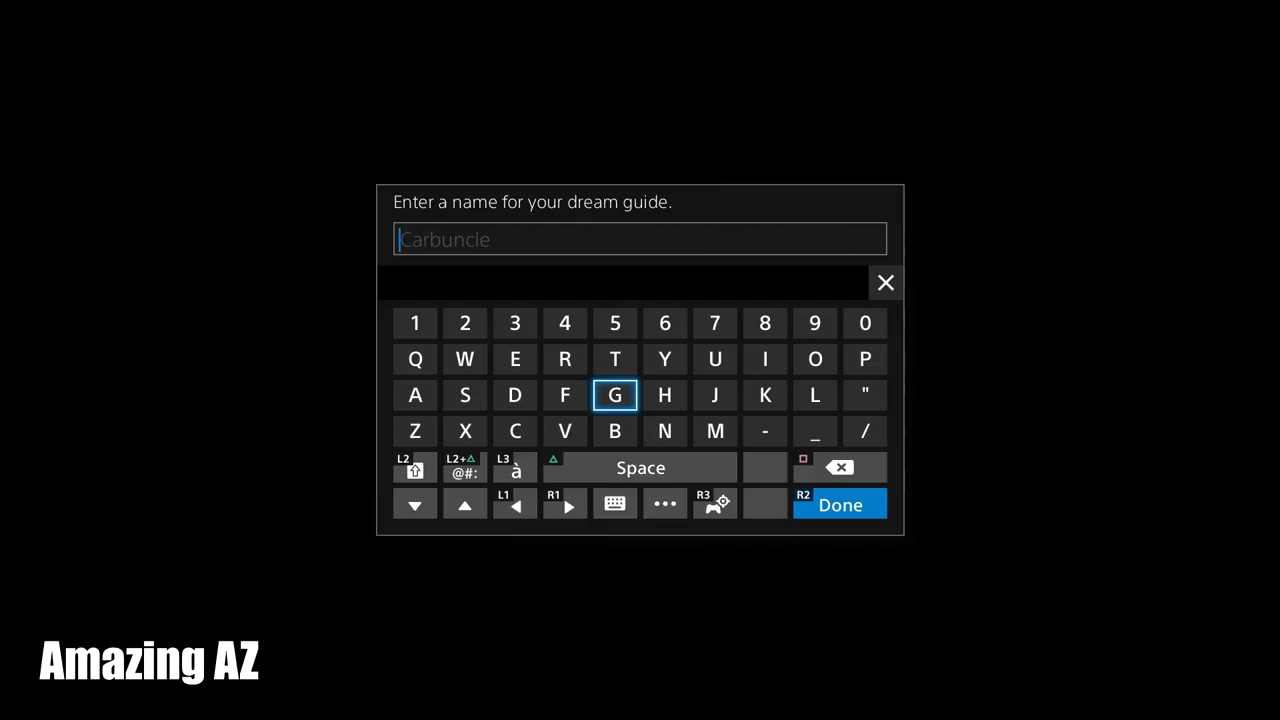 Enter a name for your dream guide.
Carbuncle
1 2 3 4 5 6 7 8 9 0
Q W E R T Y U I O P
A S D F G H J K L "
Z X C V B N M - _ /
L2 L2+△ @#: L3 à △ Space □
L1 R1 ... R3 R2 Done
Amazing AZ